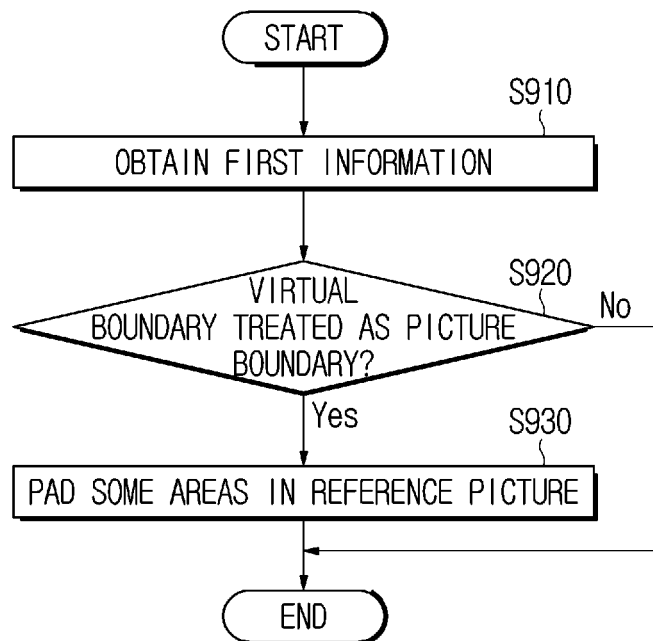 START
S910
OBTAIN FIRST INFORMATION
S920
VIRTUAL
BOUNDARY TREATED AS PICTURE
BOUNDARY?
No
Yes
S930
PAD SOME AREAS IN REFERENCE PICTURE
END